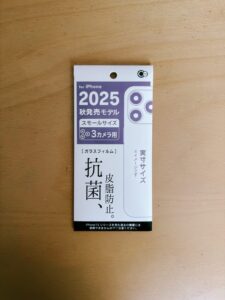 for iPhone
2025
秋発売モデル
スモールサイズ
3カメラ用
[ガラスフィルム]
抗菌、
皮脂防止。
実寸サイズ